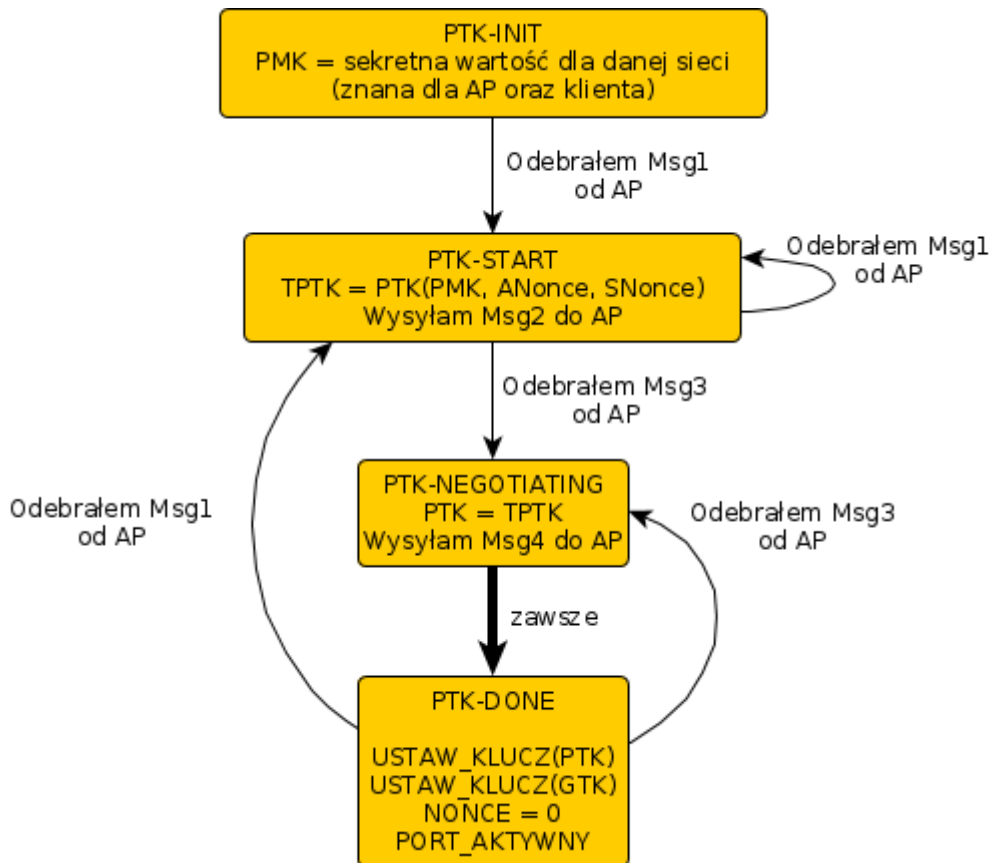 PTK-INIT
PMK = sekretna wartość dla danej sieci
(znana dla AP oraz klienta)
Odebrałem Msg1
od AP
PTK-START
TPTK = PTK(PMK, ANonce, SNonce)
Wysyłam Msg2 do AP
Odebrałem Msg1
od AP
Odebrałem Msg3
od AP
PTK-NEGOTIATING
PTK = TPTK
Wysyłam Msg4 do AP
Odebrałem Msg1
od AP
Odebrałem Msg3
od AP
zawsze
PTK-DONE
USTAW_KLUCZ(PTK)
USTAW_KLUCZ(GTK)
NONCE = 0
PORT_AKTYWNY